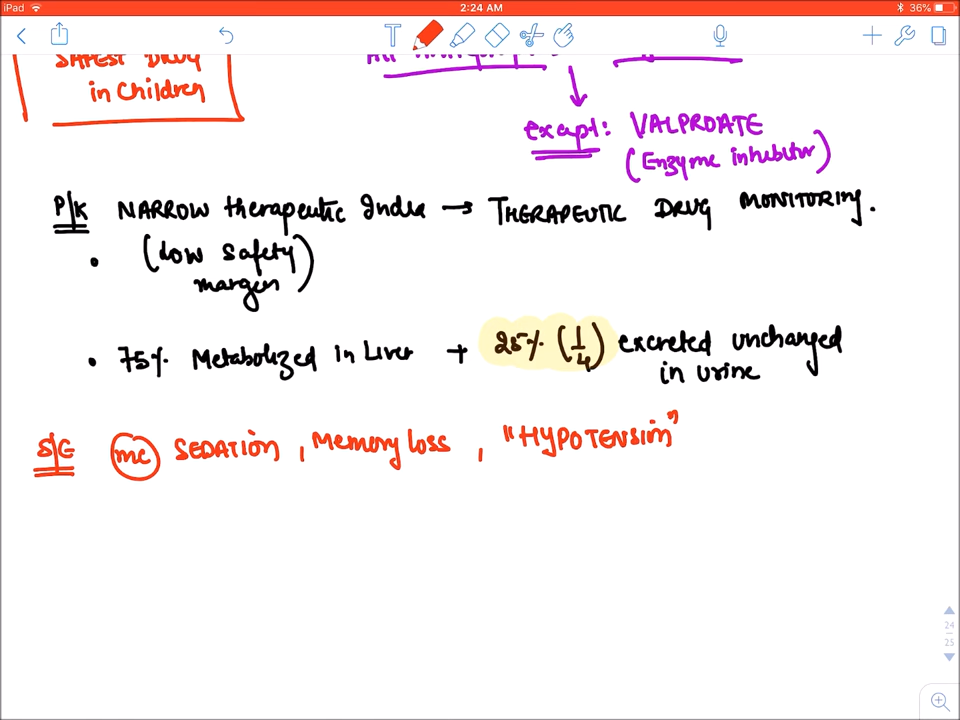 iPad 2:24 AM 36%
T
SAFEST DRUG
in Children
exapt: VALPROATE
(Enzyme inhibitor)
P/K NARROW therapeutic Index → THERAPEUTIC DRUG MONITORING.
• (Low safety
margin)
• 75% Metabolized in Liver + 25% (1/4) excreted unchanged
in urine
S/E mc SEDATION, Memory loss, "HYPOTENSION"
24
25